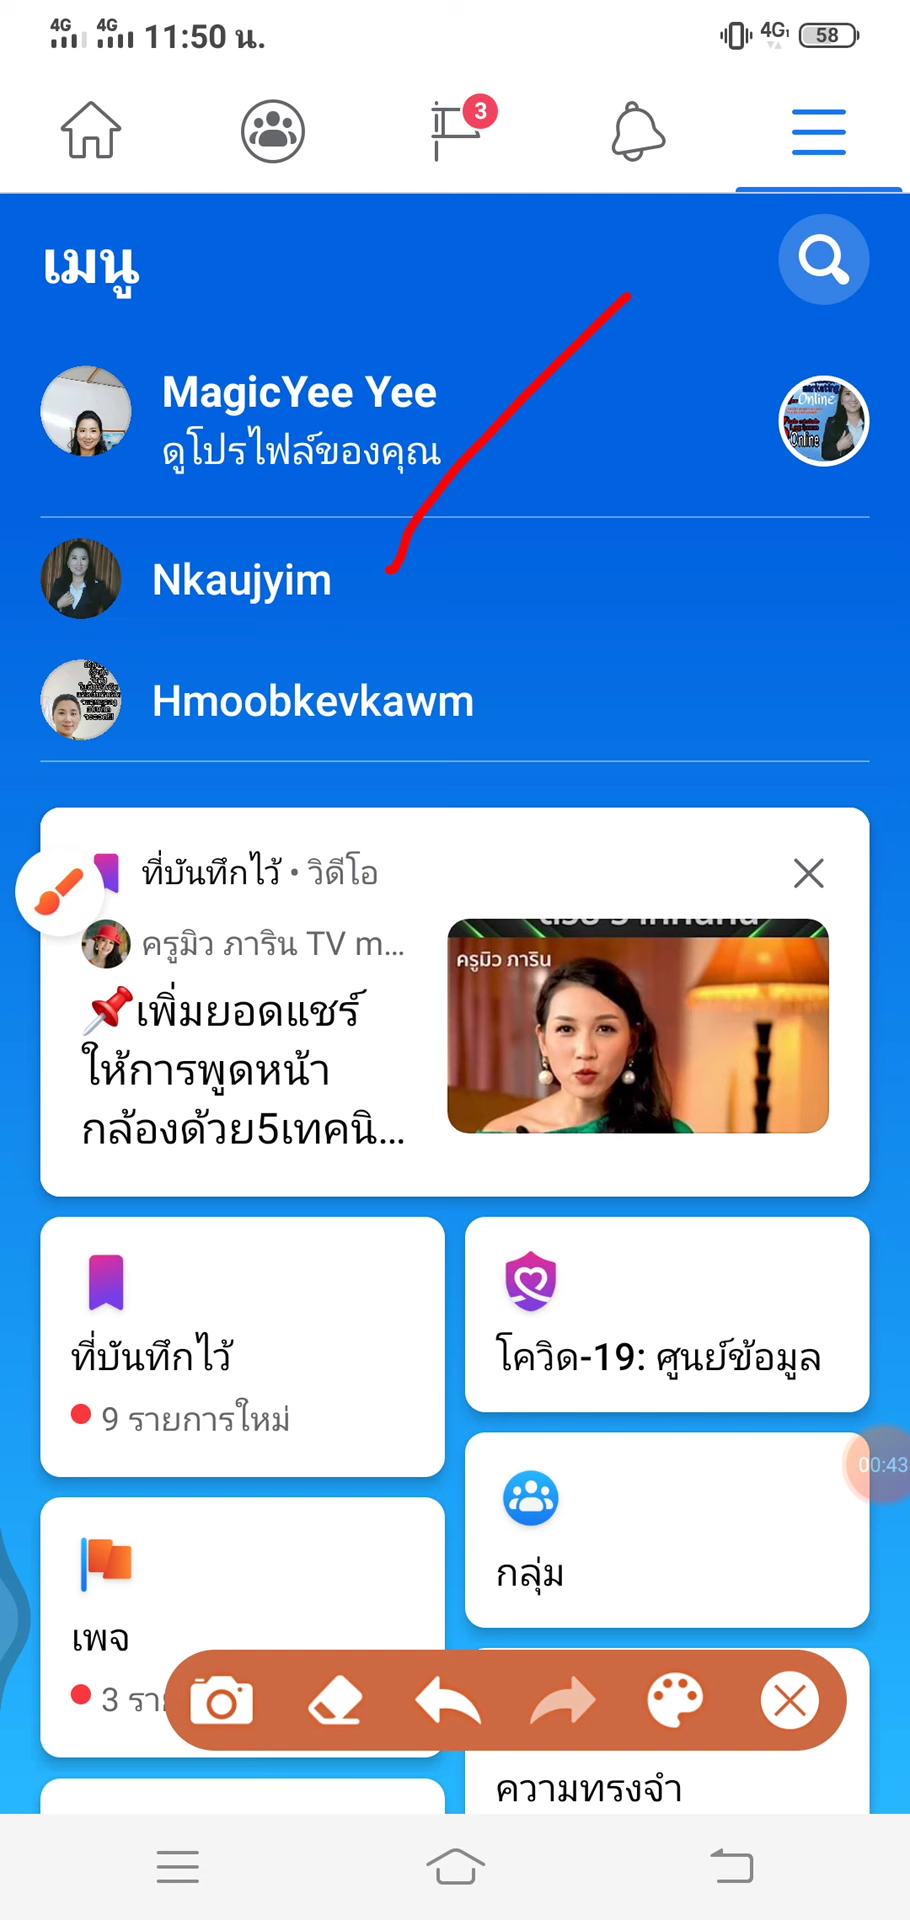 4G 4G 11:50 น. 4G 58
3
เมนู
MagicYee Yee
ดูโปรไฟล์ของคุณ
marketing
Online
Online
Nkaujyim
Hmoobkevkawm
ที่บันทึกไว้ • วิดีโอ
ครูมิว ภาริน TV m...
ครูมิว ภาริน
📌เพิ่มยอดแชร์
ให้การพูดหน้า
กล้องด้วย5เทคนิ...
ที่บันทึกไว้
9 รายการใหม่
โควิด-19: ศูนย์ข้อมูล
00:43
กลุ่ม
เพจ
3 รา
ความทรงจำ